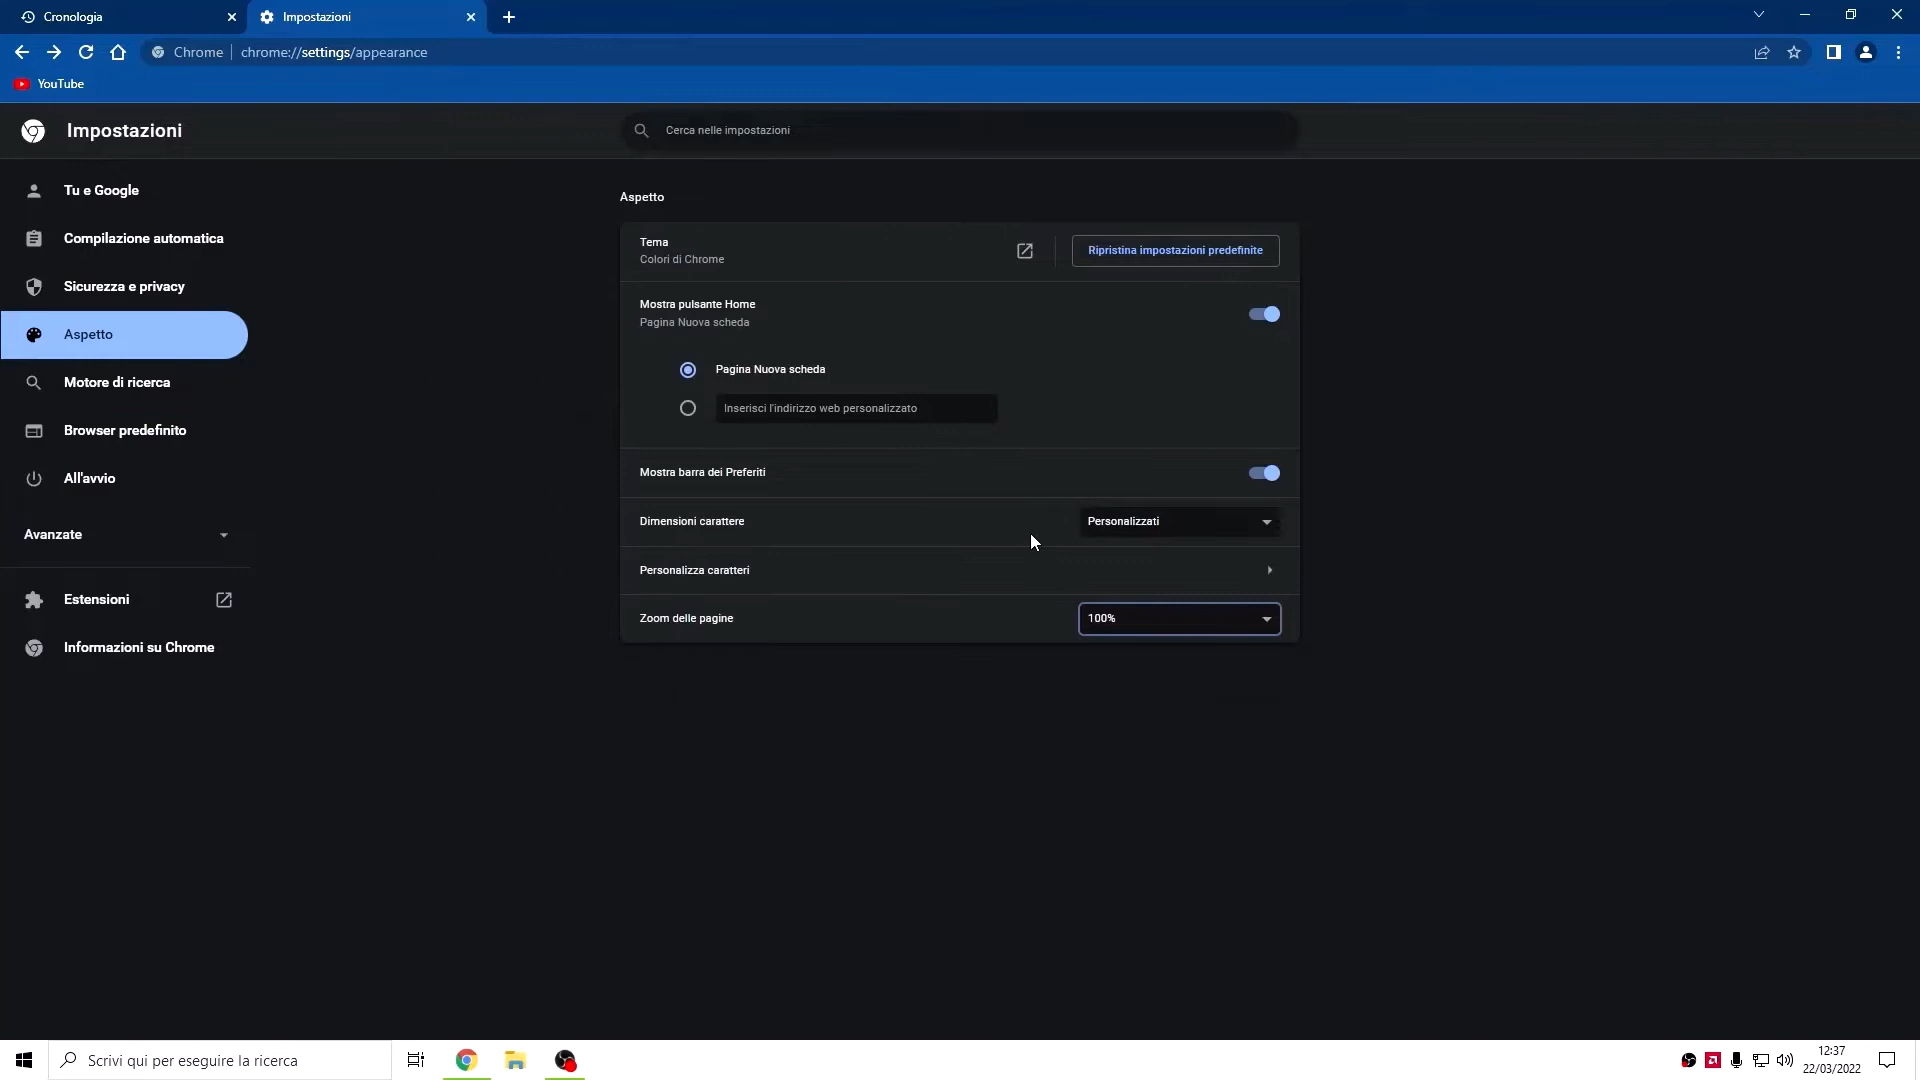 Cronologia
Impostazioni
Chrome
chrome://settings/appearance
YouTube
Impostazioni
Cerca nelle impostazioni
Tu e Google
Compilazione automatica
Sicurezza e privacy
Aspetto
Motore di ricerca
Browser predefinito
All'avvio
Avanzate
Estensioni
Informazioni su Chrome
Aspetto
Tema
Colori di Chrome
Ripristina impostazioni predefinite
Mostra pulsante Home
Pagina Nuova scheda
Pagina Nuova scheda
Inserisci l'indirizzo web personalizzato
Mostra barra dei Preferiti
Dimensioni carattere
Personalizzati
Personalizza caratteri
Zoom delle pagine
100%
Scrivi qui per eseguire la ricerca
12:37
22/03/2022